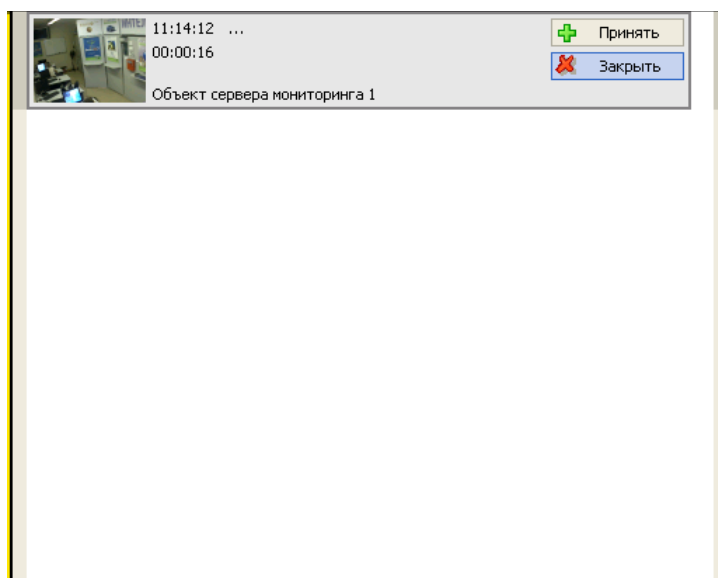 11:14:12 ...
Принять
00:00:16
Закрыть
Объект сервера мониторинга 1